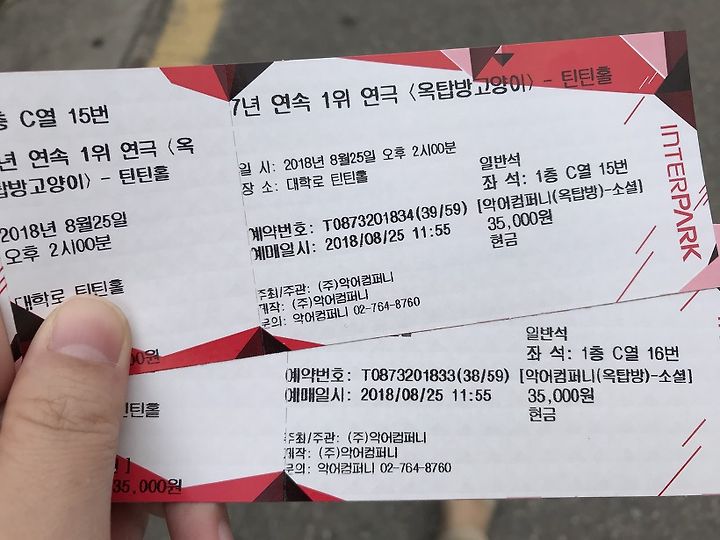 층 C열 15번
년 연속 1위 연극 〈옥
탑방고양이〉 - 틴틴홀
2018년 8월25일
오후 2시00분
대학로 틴틴홀
00원
7년 연속 1위 연극 〈옥탑방고양이〉 - 틴틴홀
일 시: 2018년 8월25일 오후 2시00분
장 소: 대학로 틴틴홀
예약번호: T0873201834(39/59)
예매일시: 2018/08/25 11:55
주최/주관: (주)악어컴퍼니
제작: (주)악어컴퍼니
문의: 악어컴퍼니 02-764-8760
일반석
좌 석: 1층 C열 15번
[악어컴퍼니(옥탑방)-소셜]
35,000원
현금
INTERPARK
틴틴홀
]
35,000원
예약번호: T0873201833(38/59)
예매일시: 2018/08/25 11:55
주최/주관: (주)악어컴퍼니
제작: (주)악어컴퍼니
문의: 악어컴퍼니 02-764-8760
일반석
좌 석: 1층 C열 16번
[악어컴퍼니(옥탑방)-소셜]
35,000원
현금